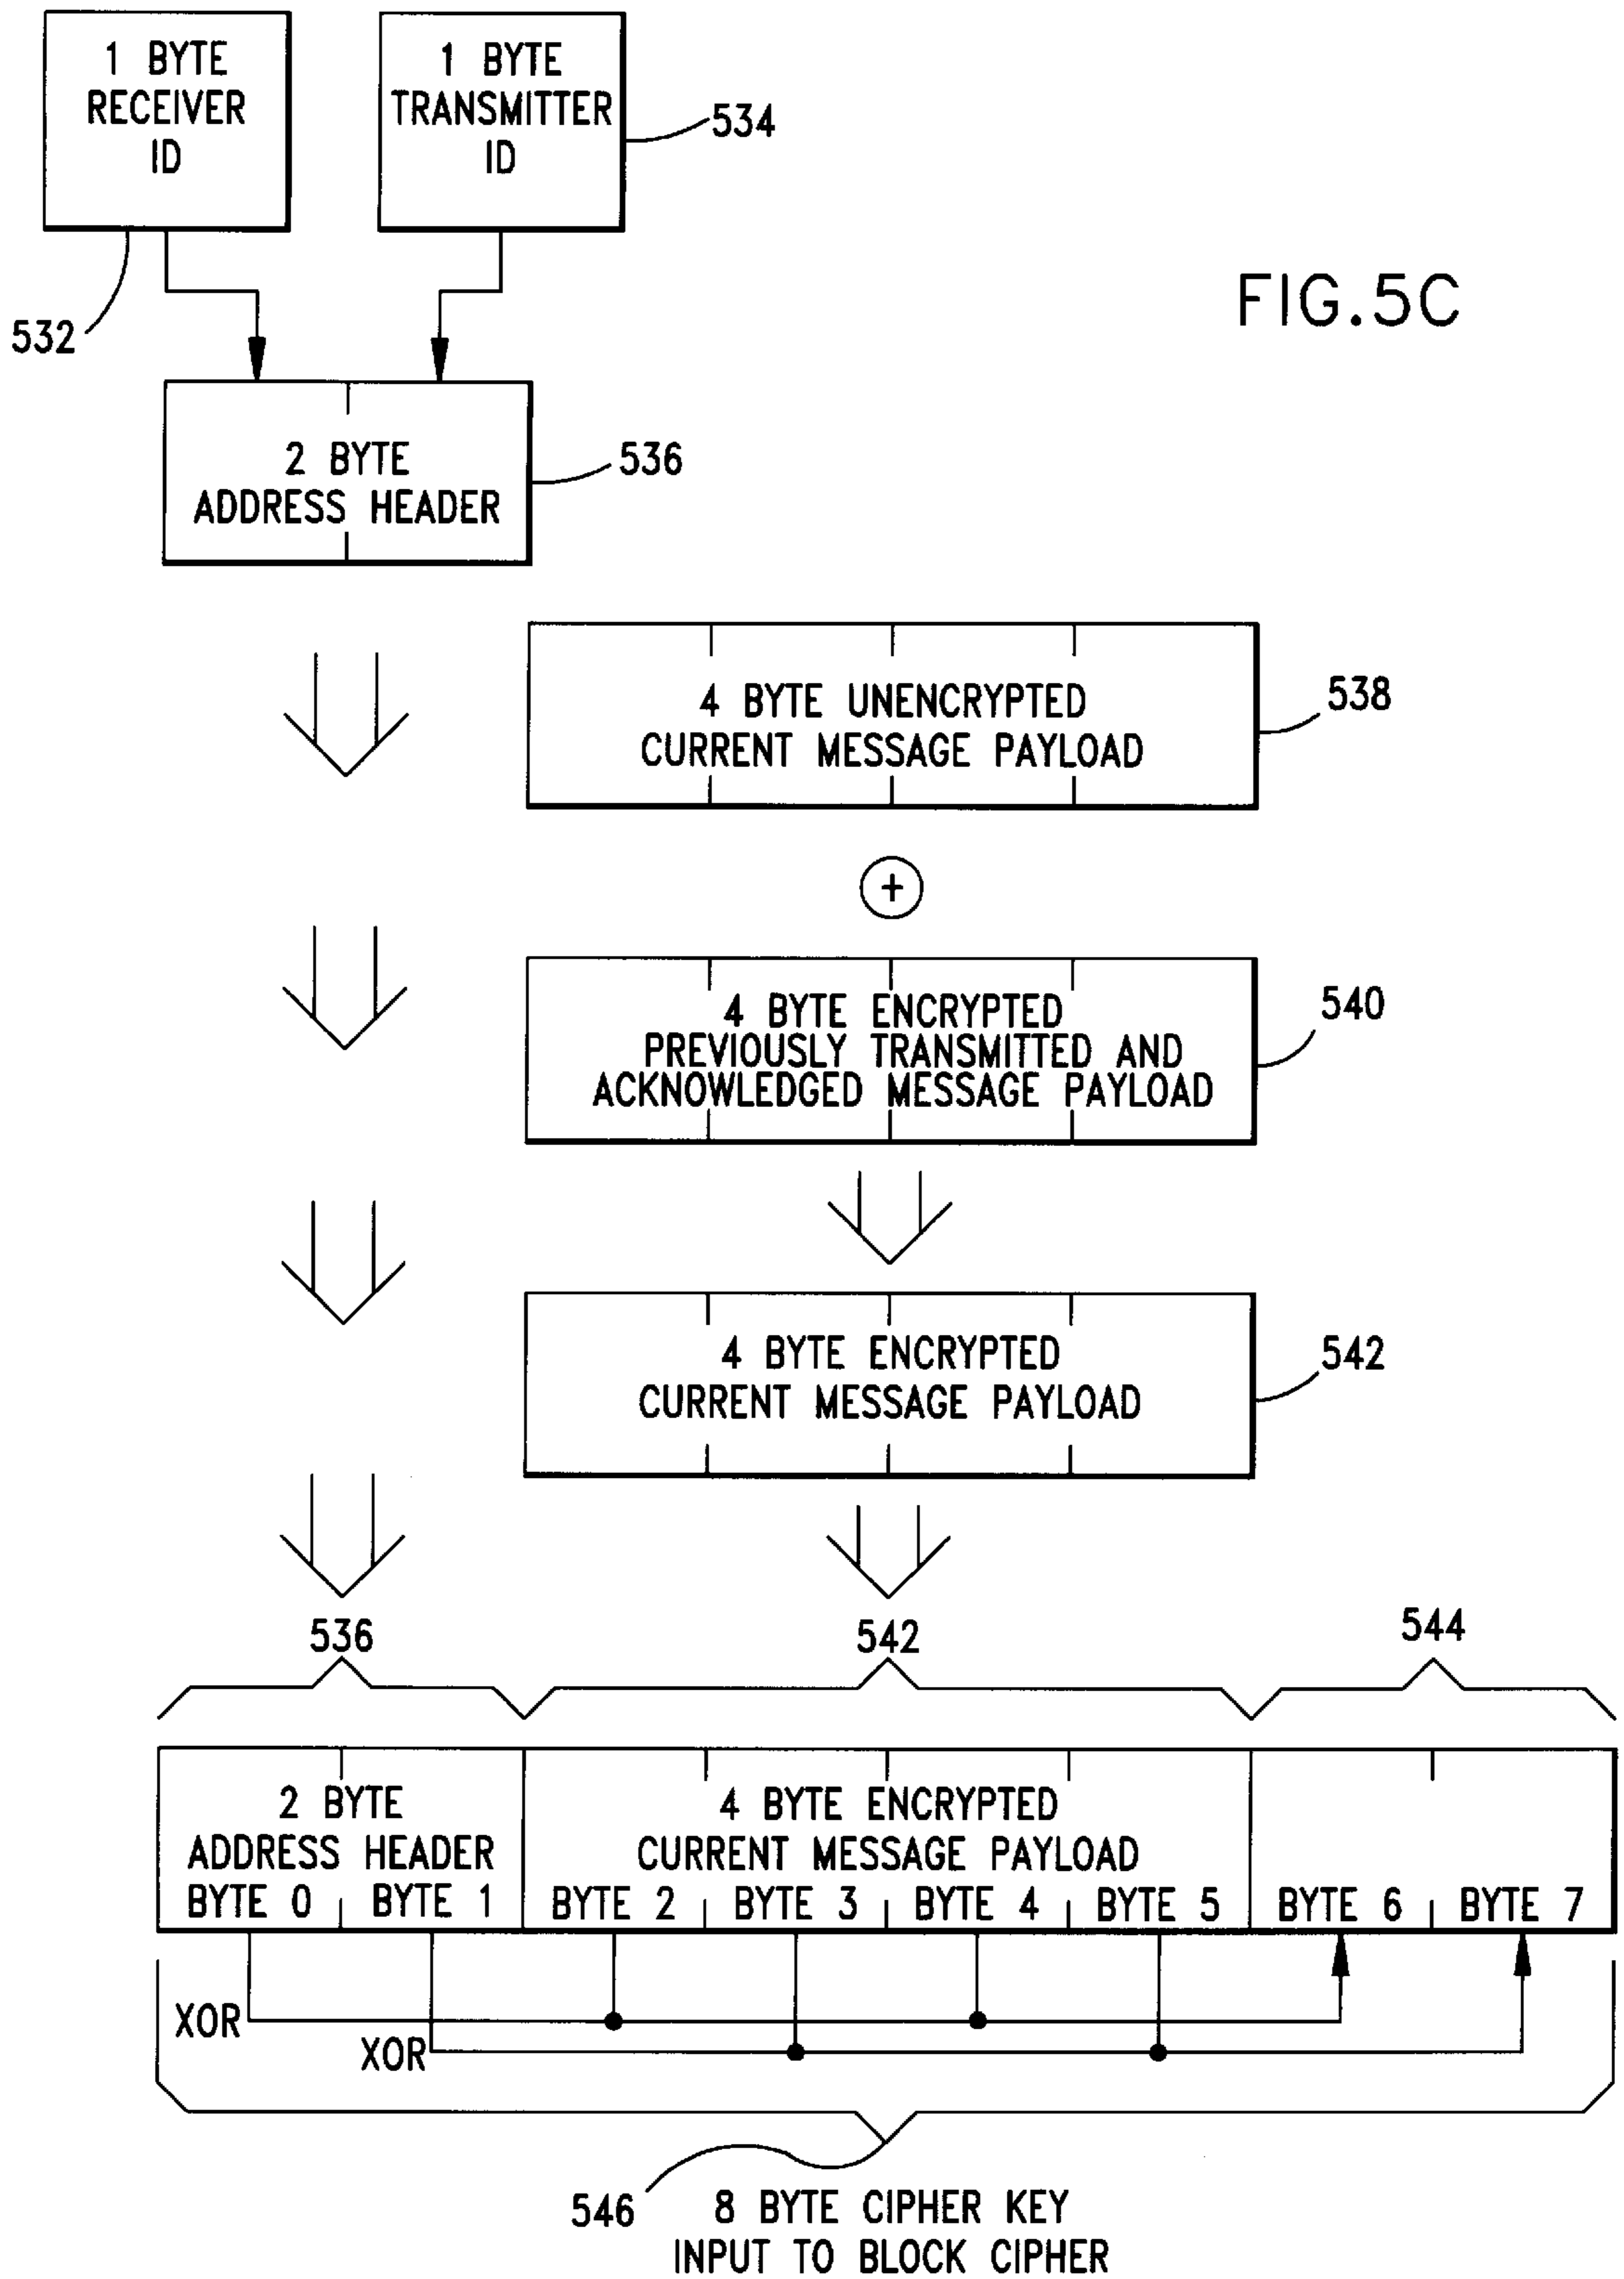 1 BYTE
RECEIVER
ID
1 BYTE
TRANSMITTER
ID
534
532
FIG.5C
2 BYTE
ADDRESS HEADER
536
4 BYTE UNENCRYPTED
CURRENT MESSAGE PAYLOAD
538
+
4 BYTE ENCRYPTED
PREVIOUSLY TRANSMITTED AND
ACKNOWLEDGED MESSAGE PAYLOAD
540
4 BYTE ENCRYPTED
CURRENT MESSAGE PAYLOAD
542
536
542
544
2 BYTE
ADDRESS HEADER
4 BYTE ENCRYPTED
CURRENT MESSAGE PAYLOAD
BYTE 0
BYTE 1
BYTE 2
BYTE 3
BYTE 4
BYTE 5
BYTE 6
BYTE 7
XOR
XOR
546
8 BYTE CIPHER KEY
INPUT TO BLOCK CIPHER